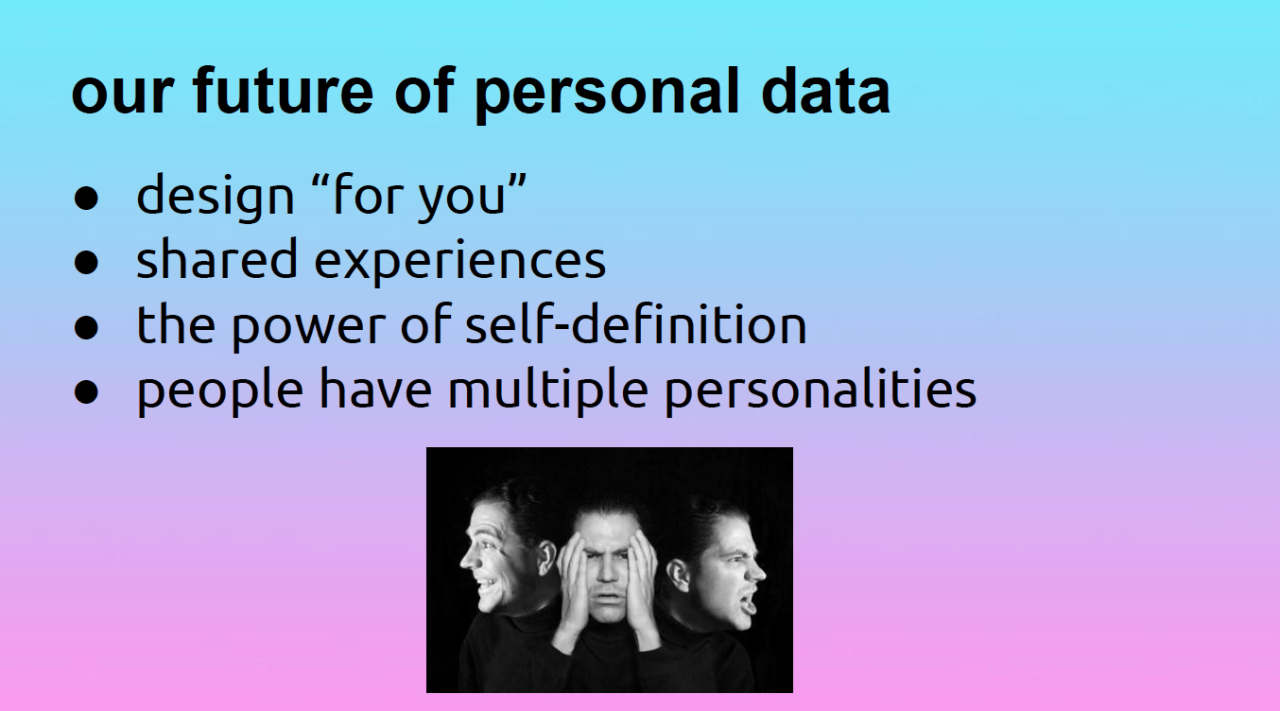 our future of personal data
● design “for you”
● shared experiences
● the power of self-definition
● people have multiple personalities